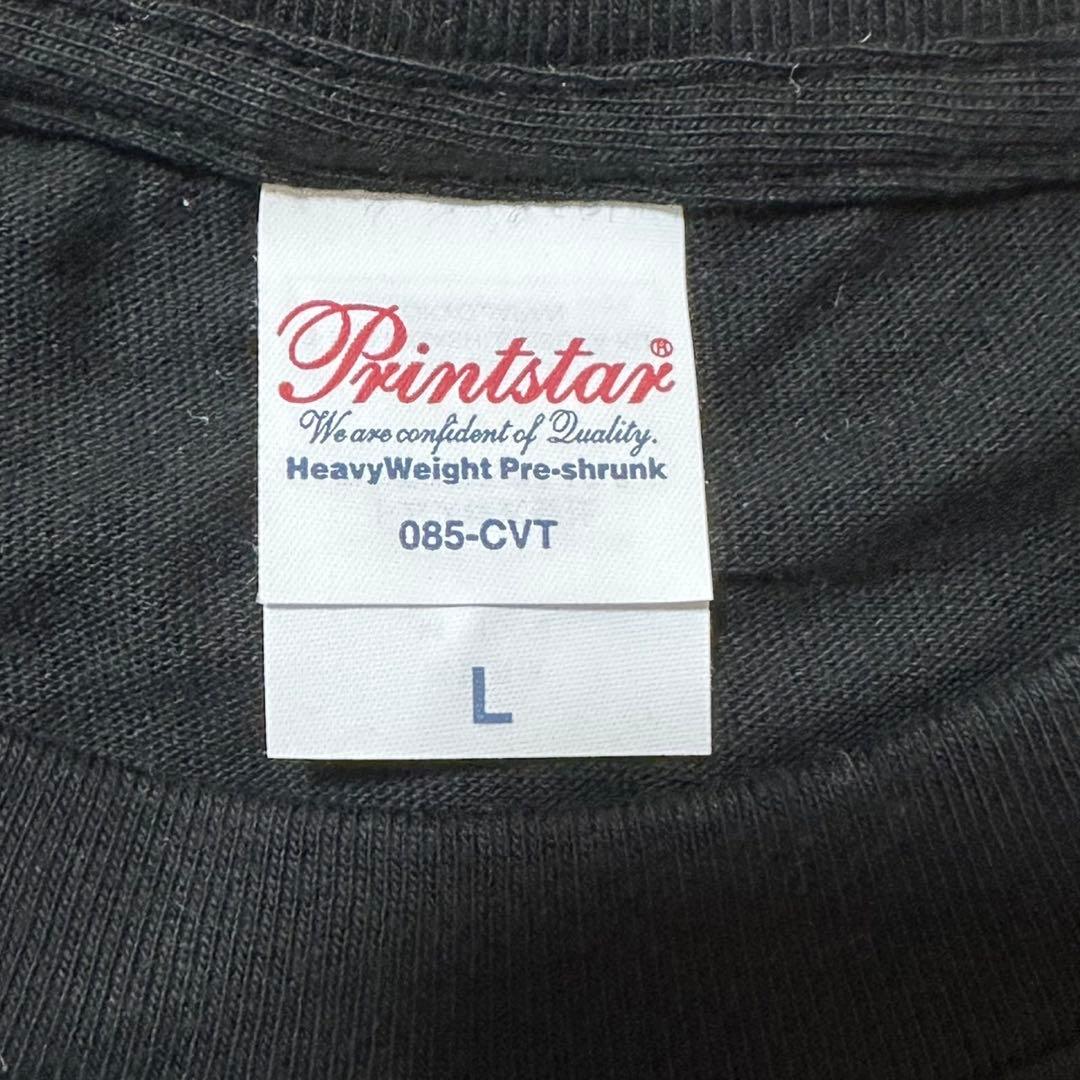 Printstar®
We are confident of Quality.
HeavyWeight Pre-shrunk
085-CVT
L